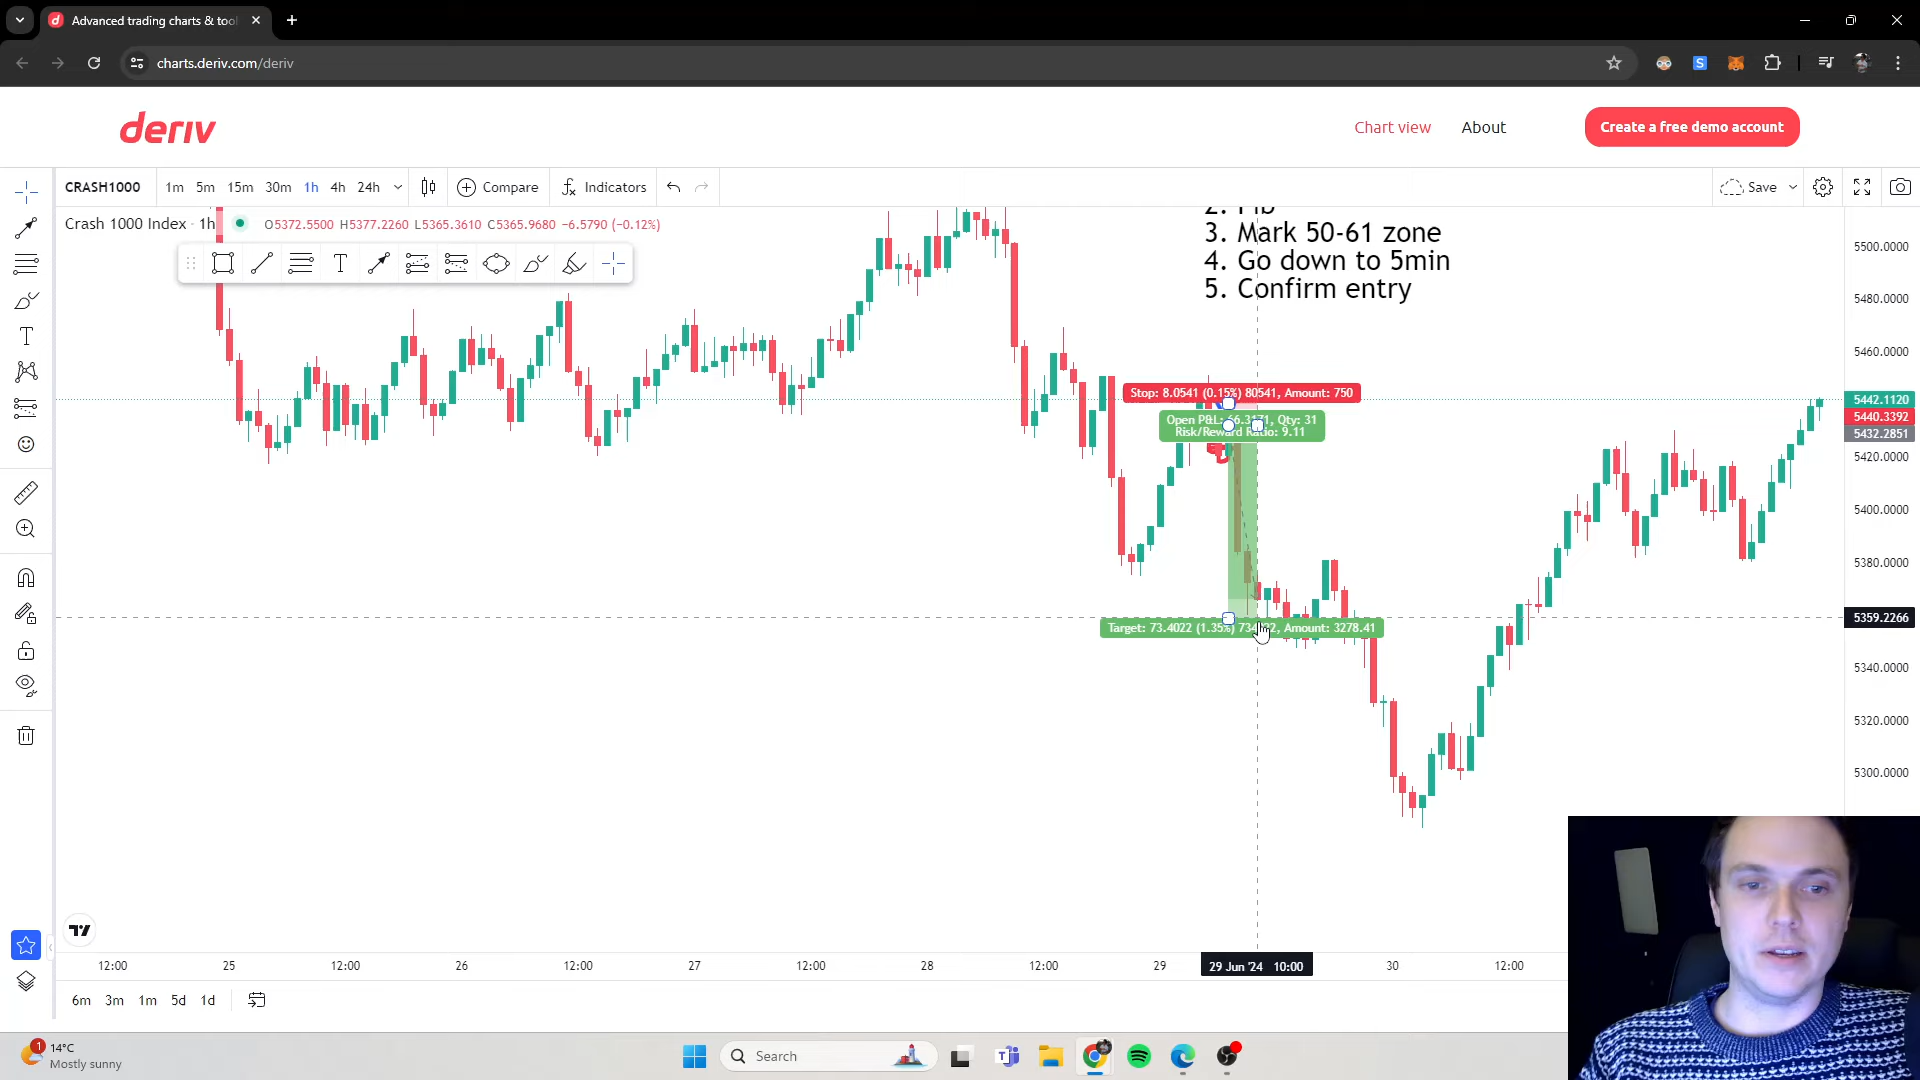 Advanced trading charts & tool
charts.deriv.com/deriv
deriv
Chart view
About
Create a free demo account
CRASH1000
1m 5m 15m 30m 1h 4h 24h
Compare
Indicators
Save
Crash 1000 Index · 1h
O5372.5500 H5377.2260 L5365.3610 C5365.9680 −6.5790 (−0.12%)
T
3. Mark 50-61 zone
4. Go down to 5min
5. Confirm entry
Stop: 8.0541 (0.15%) 80541, Amount: 750
Open P&L: 66.3171, Qty: 31
Risk/Reward Ratio: 9.11
Target: 73.4022 (1.35%) Amount: 3278.41
5500.0000
5480.0000
5460.0000
5442.1120
5440.3392
5432.2851
5420.0000
5400.0000
5380.0000
5359.2266
5340.0000
5320.0000
5300.0000
12:00 25 12:00 26 12:00 27 12:00 28 12:00 29 29 Jun '24 10:00 30 12:00
6m 3m 1m 5d 1d
1
14°C
Mostly sunny
Search